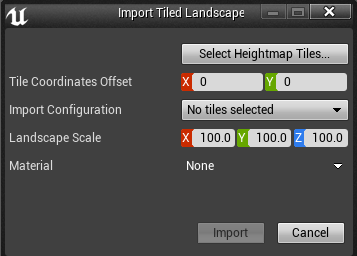 Import Tiled Landscape
Select Heightmap Tiles...
Tile Coordinates Offset X 0 Y 0
Import Configuration No tiles selected
Landscape Scale X 100.0 Y 100.0 Z 100.0
Material None
Import Cancel